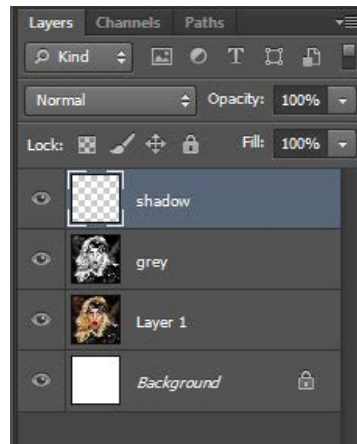 Layers Channels Paths
Kind T
Normal Opacity: 100%
Lock: Fill: 100%
shadow
grey
Layer 1
Background